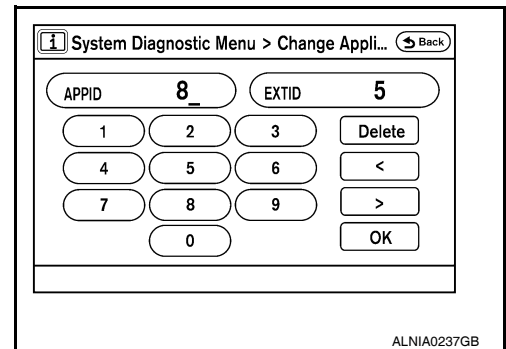 i System Diagnostic Menu > Change Appli... Back
APPID 8_ EXTID 5
1 2 3 Delete
4 5 6 <
7 8 9 >
0 OK
ALNIA0237GB